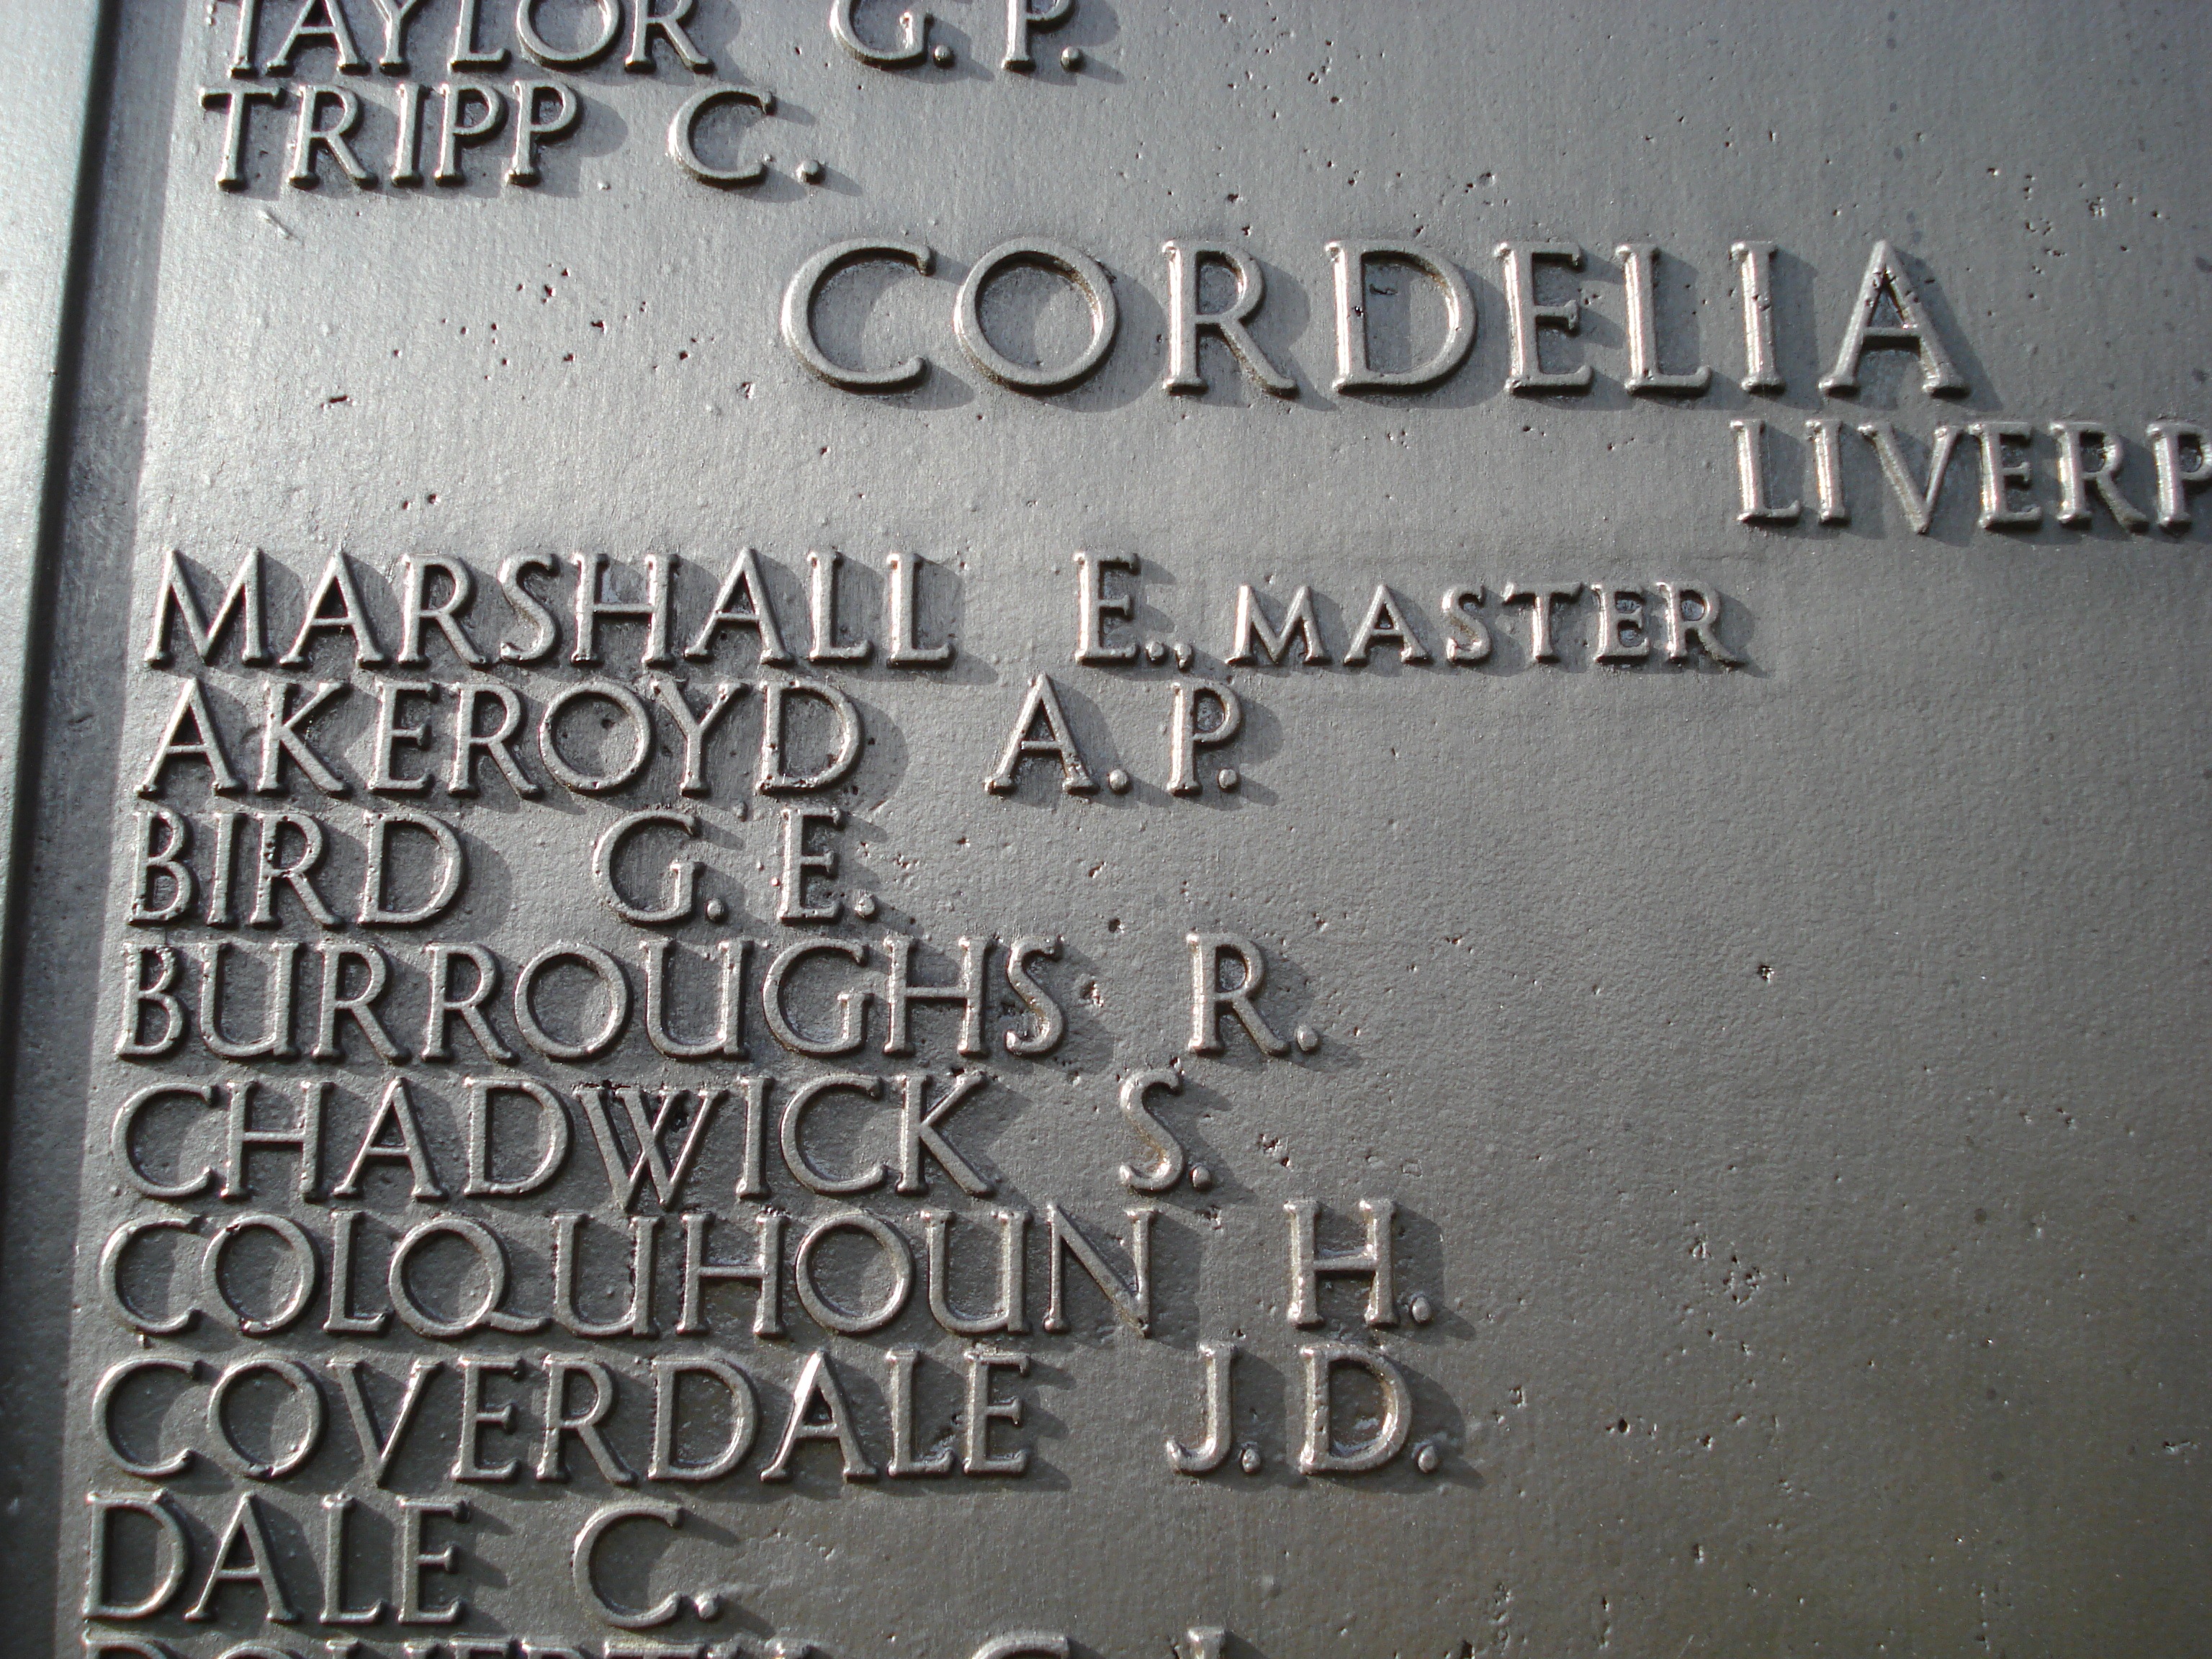 TAYLOR G. P.
TRIPP C.
CORDELIA
LIVERP
MARSHALL E., MASTER
AKEROYD A. P.
BIRD G. E.
BURROUGHS R.
CHADWICK S.
COLQUHOUN H.
COVERDALE J. D.
DALE C.